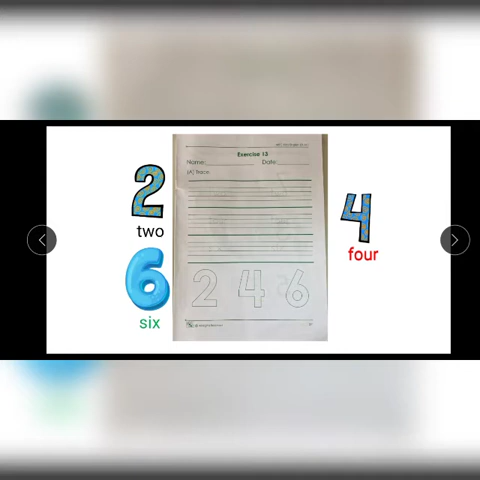 Exercise 13
Name: Date:
(A) Trace
2
two
6
six
4
four
2 4 6